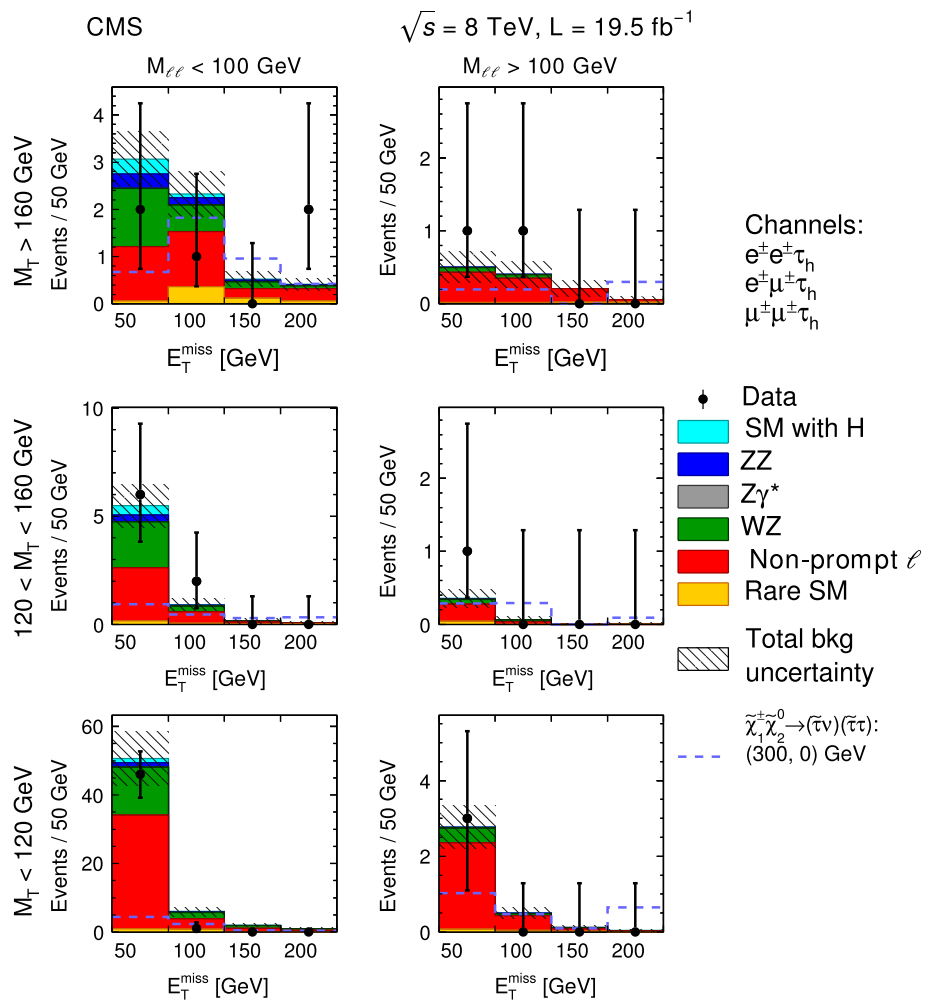 CMS
√s = 8 TeV, L = 19.5 fb⁻¹
M_ℓℓ < 100 GeV
M_ℓℓ > 100 GeV
M_T > 160 GeV
Events / 50 GeV
4
3
2
1
0
50 100 150 200
E_T^miss [GeV]
Events / 50 GeV
2
1
0
50 100 150 200
E_T^miss [GeV]
Channels:
e±e±τ_h
e±μ±τ_h
μ±μ±τ_h
120 < M_T < 160 GeV
Events / 50 GeV
10
5
0
50 100 150 200
E_T^miss [GeV]
Events / 50 GeV
2
1
0
50 100 150 200
E_T^miss [GeV]
Data
SM with H
ZZ
Zγ*
WZ
Non-prompt ℓ
Rare SM
Total bkg
uncertainty
χ̃₁±χ̃₂⁰→(τ̃ν)(τ̃τ):
(300, 0) GeV
M_T < 120 GeV
Events / 50 GeV
60
40
20
0
50 100 150 200
E_T^miss [GeV]
Events / 50 GeV
4
2
0
50 100 150 200
E_T^miss [GeV]